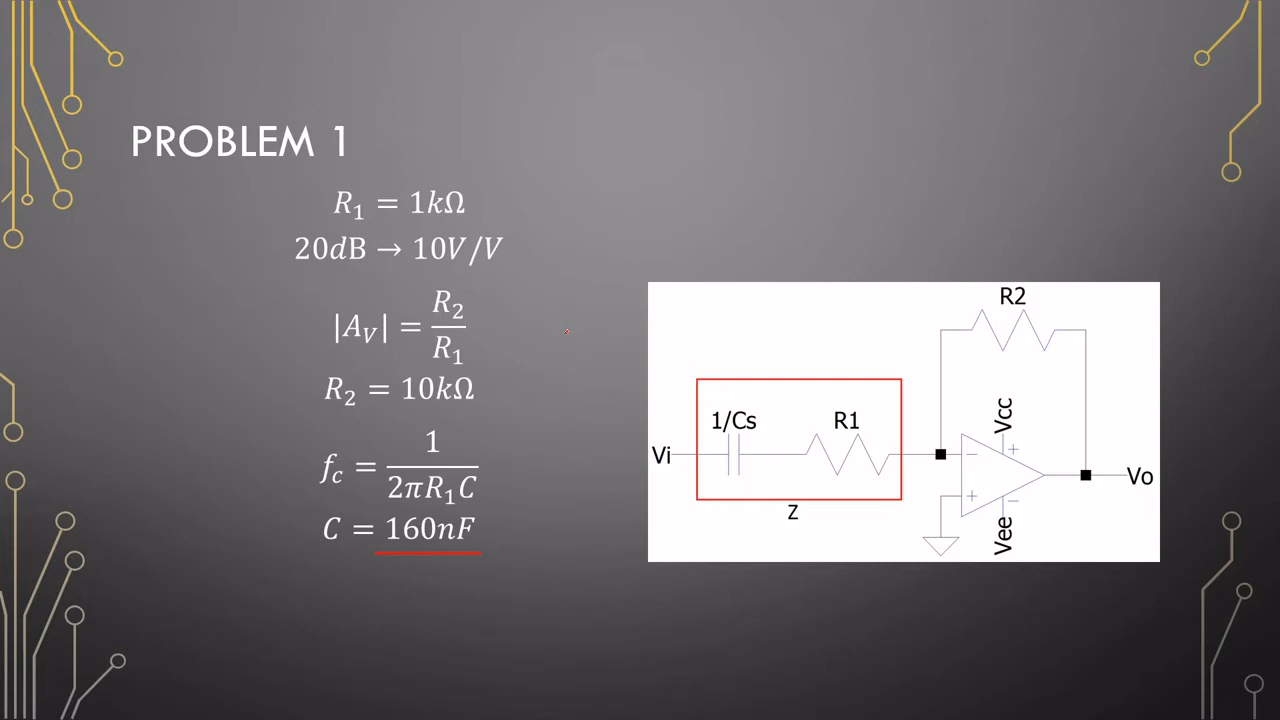 PROBLEM 1
R₁ = 1kΩ
20dB → 10V/V
|A_V| = R₂/R₁
R₂ = 10kΩ
f_c = 1/(2πR₁C)
C = 160nF
R2
1/Cs
R1
Vcc
Vi
−
+
+
−
Vo
Z
Vee